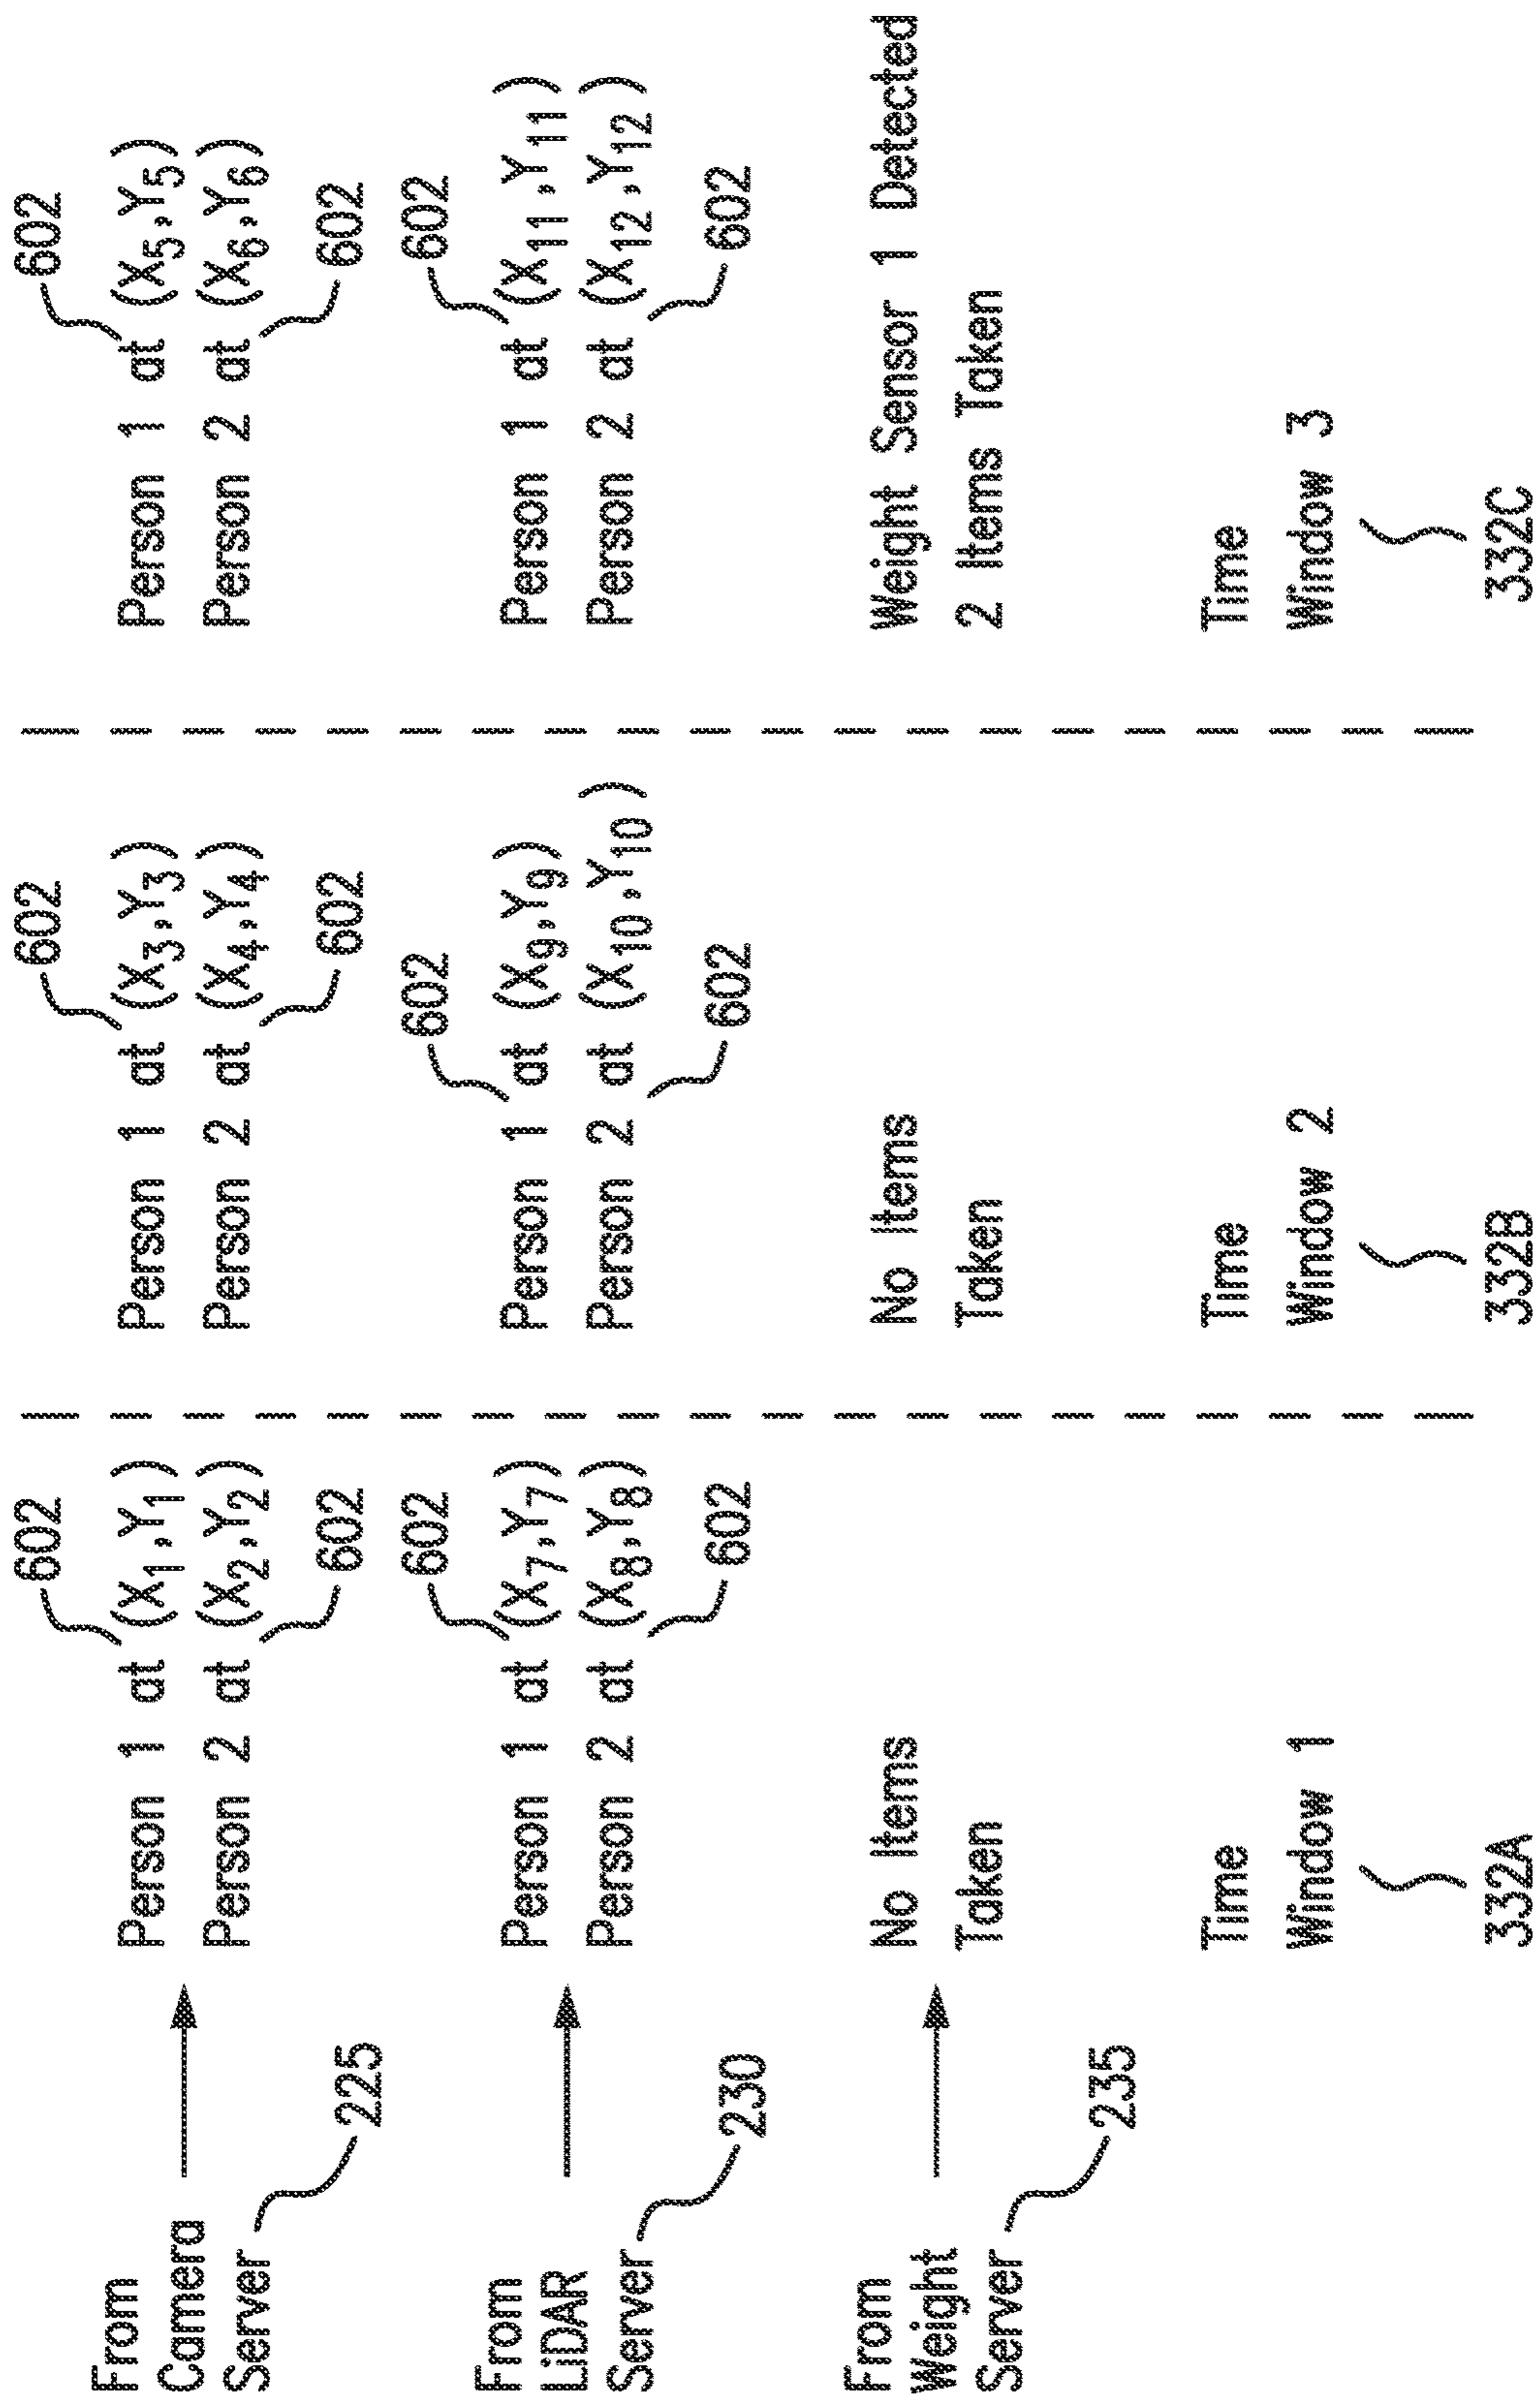 602
602
602
From
Camera
Server
225
Person 1 at (X1,Y1)
Person 2 at (X2,Y2)
602
Person 1 at (X3,Y3)
Person 2 at (X4,Y4)
602
Person 1 at (X5,Y5)
Person 2 at (X6,Y6)
602
602
602
602
From
LiDAR
Server
230
Person 1 at (X7,Y7)
Person 2 at (X8,Y8)
602
Person 1 at (X9,Y9)
Person 2 at (X10,Y10)
602
Person 1 at (X11,Y11)
Person 2 at (X12,Y12)
602
From
Weight
Server
235
No Items
Taken
No Items
Taken
Weight Sensor 1 Detected
2 Items Taken
Time
Window 1
332A
Time
Window 2
332B
Time
Window 3
332C